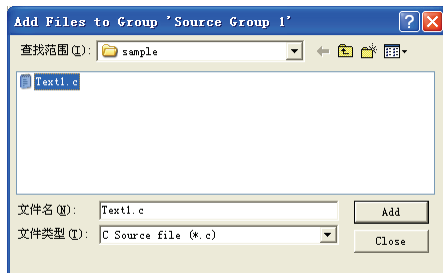 Add Files to Group 'Source Group 1'
查找范围(I): sample
Text1.c
文件名(N): Text1.c Add
文件类型(T): C Source file (*.c) Close